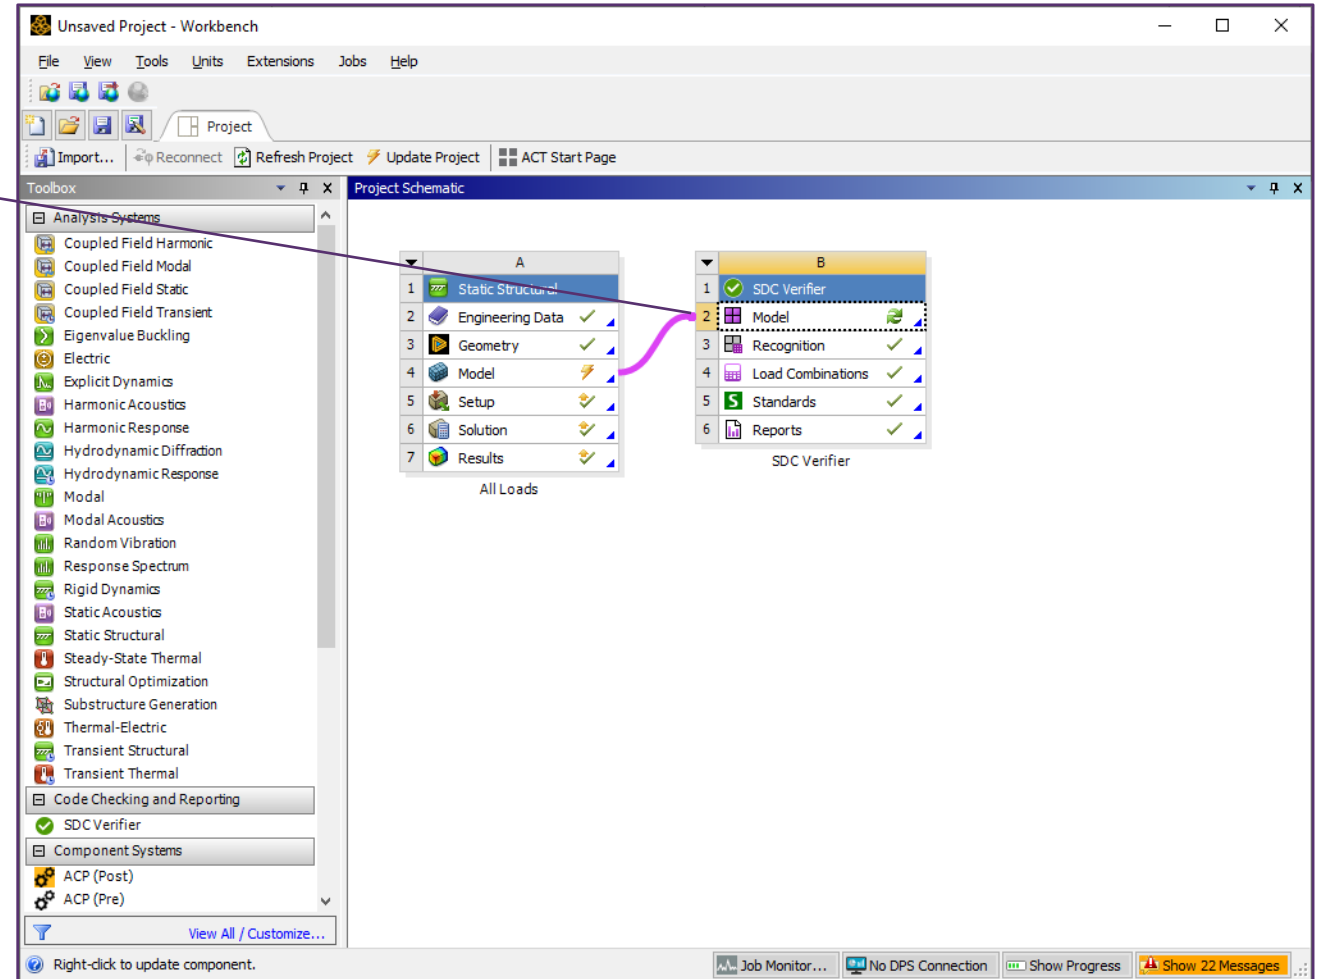 Unsaved Project - Workbench
File View Tools Units Extensions Jobs Help
Project
Import... Reconnect Refresh Project Update Project ACT Start Page
Toolbox
Analysis Systems
Coupled Field Harmonic
Coupled Field Modal
Coupled Field Static
Coupled Field Transient
Eigenvalue Buckling
Electric
Explicit Dynamics
Harmonic Acoustics
Harmonic Response
Hydrodynamic Diffraction
Hydrodynamic Response
Modal
Modal Acoustics
Random Vibration
Response Spectrum
Rigid Dynamics
Static Acoustics
Static Structural
Steady-State Thermal
Structural Optimization
Substructure Generation
Thermal-Electric
Transient Structural
Transient Thermal
Code Checking and Reporting
SDC Verifier
Component Systems
ACP (Post)
ACP (Pre)
View All / Customize...
Project Schematic
A
1 Static Structural
2 Engineering Data
3 Geometry
4 Model
5 Setup
6 Solution
7 Results
All Loads
B
1 SDC Verifier
2 Model
3 Recognition
4 Load Combinations
5 Standards
6 Reports
SDC Verifier
Right-click to update component.
Job Monitor... No DPS Connection Show Progress Show 22 Messages